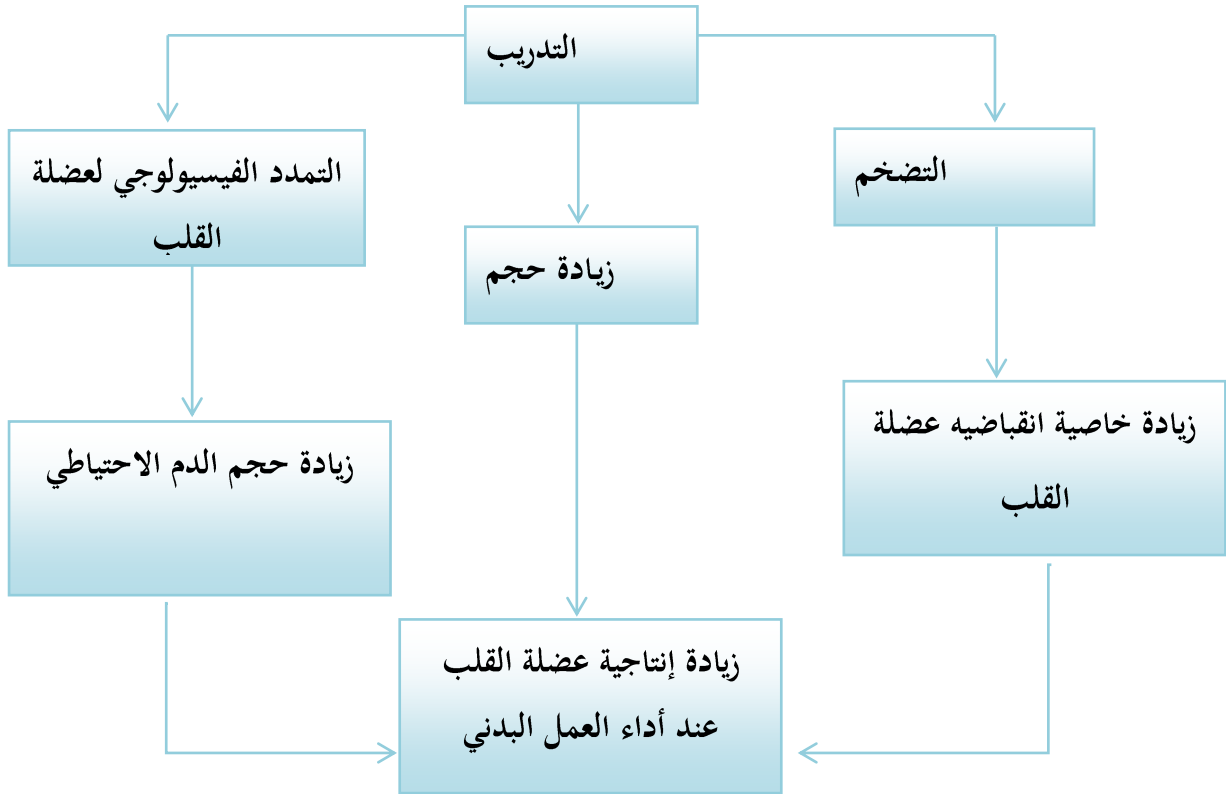 التدريب
التضخم
التمدد الفيسيولوجي لعضلة
القلب
زيادة حجم
زيادة خاصية انقباضيه عضلة
القلب
زيادة حجم الدم الاحتياطي
زيادة إنتاجية عضلة القلب
عند أداء العمل البدني